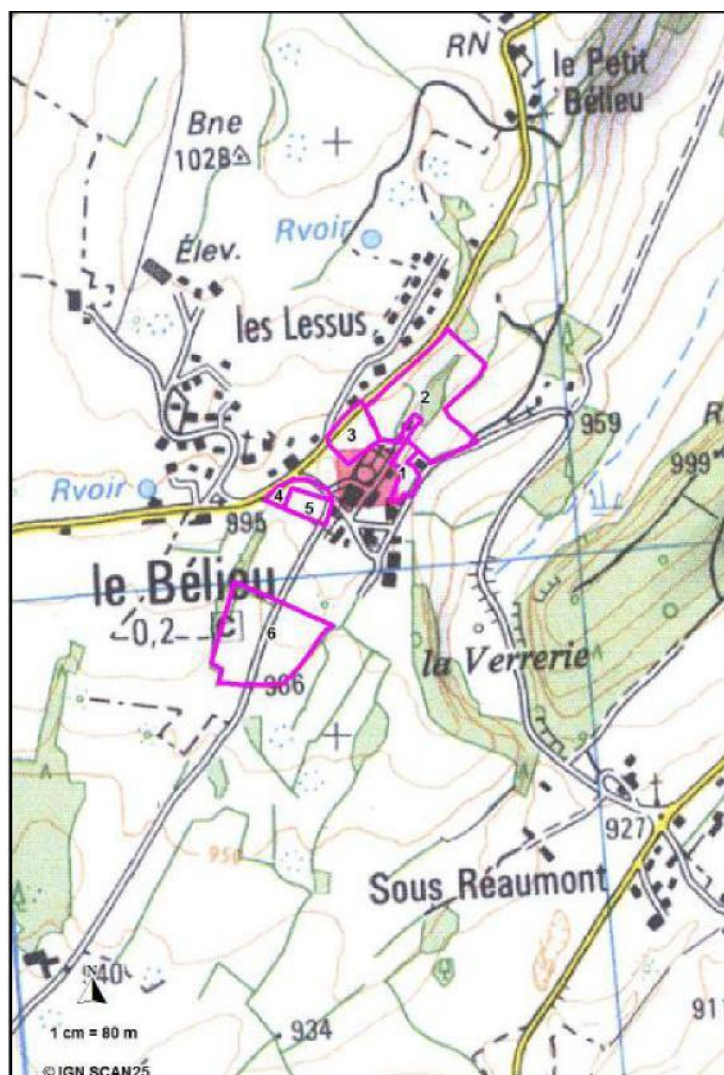 RN
le Petit
Bélieu
Bne
1028
Rvoir
Élev.
les Lessus
2
3
959
1
999
Rvoir
4
5
995
le Bélieu
0,2
C
6
la Verrerie
986
927
950
Sous Réaumont
N
934
91
1 cm = 80 m
© IGN SCAN25